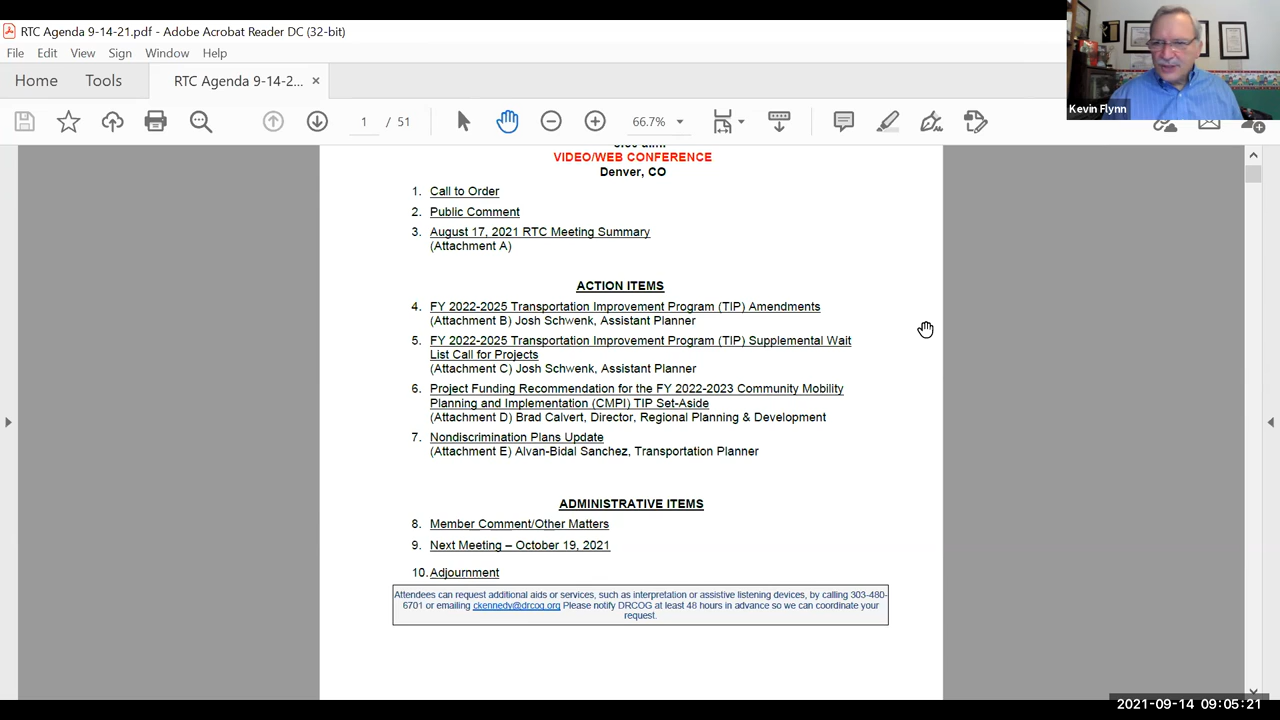 RTC Agenda 9-14-21.pdf - Adobe Acrobat Reader DC (32-bit)
File Edit View Sign Window Help
Home Tools RTC Agenda 9-14-2... ×
1 / 51 66.7%
Kevin Flynn
VIDEO/WEB CONFERENCE
Denver, CO
1. Call to Order
2. Public Comment
3. August 17, 2021 RTC Meeting Summary
(Attachment A)
ACTION ITEMS
4. FY 2022-2025 Transportation Improvement Program (TIP) Amendments
(Attachment B) Josh Schwenk, Assistant Planner
5. FY 2022-2025 Transportation Improvement Program (TIP) Supplemental Wait
List Call for Projects
(Attachment C) Josh Schwenk, Assistant Planner
6. Project Funding Recommendation for the FY 2022-2023 Community Mobility
Planning and Implementation (CMPI) TIP Set-Aside
(Attachment D) Brad Calvert, Director, Regional Planning & Development
7. Nondiscrimination Plans Update
(Attachment E) Alvan-Bidal Sanchez, Transportation Planner
ADMINISTRATIVE ITEMS
8. Member Comment/Other Matters
9. Next Meeting – October 19, 2021
10. Adjournment
Attendees can request additional aids or services, such as interpretation or assistive listening devices, by calling 303-480-
6701 or emailing ckennedy@drcog.org Please notify DRCOG at least 48 hours in advance so we can coordinate your
request.
2021-09-14 09:05:21